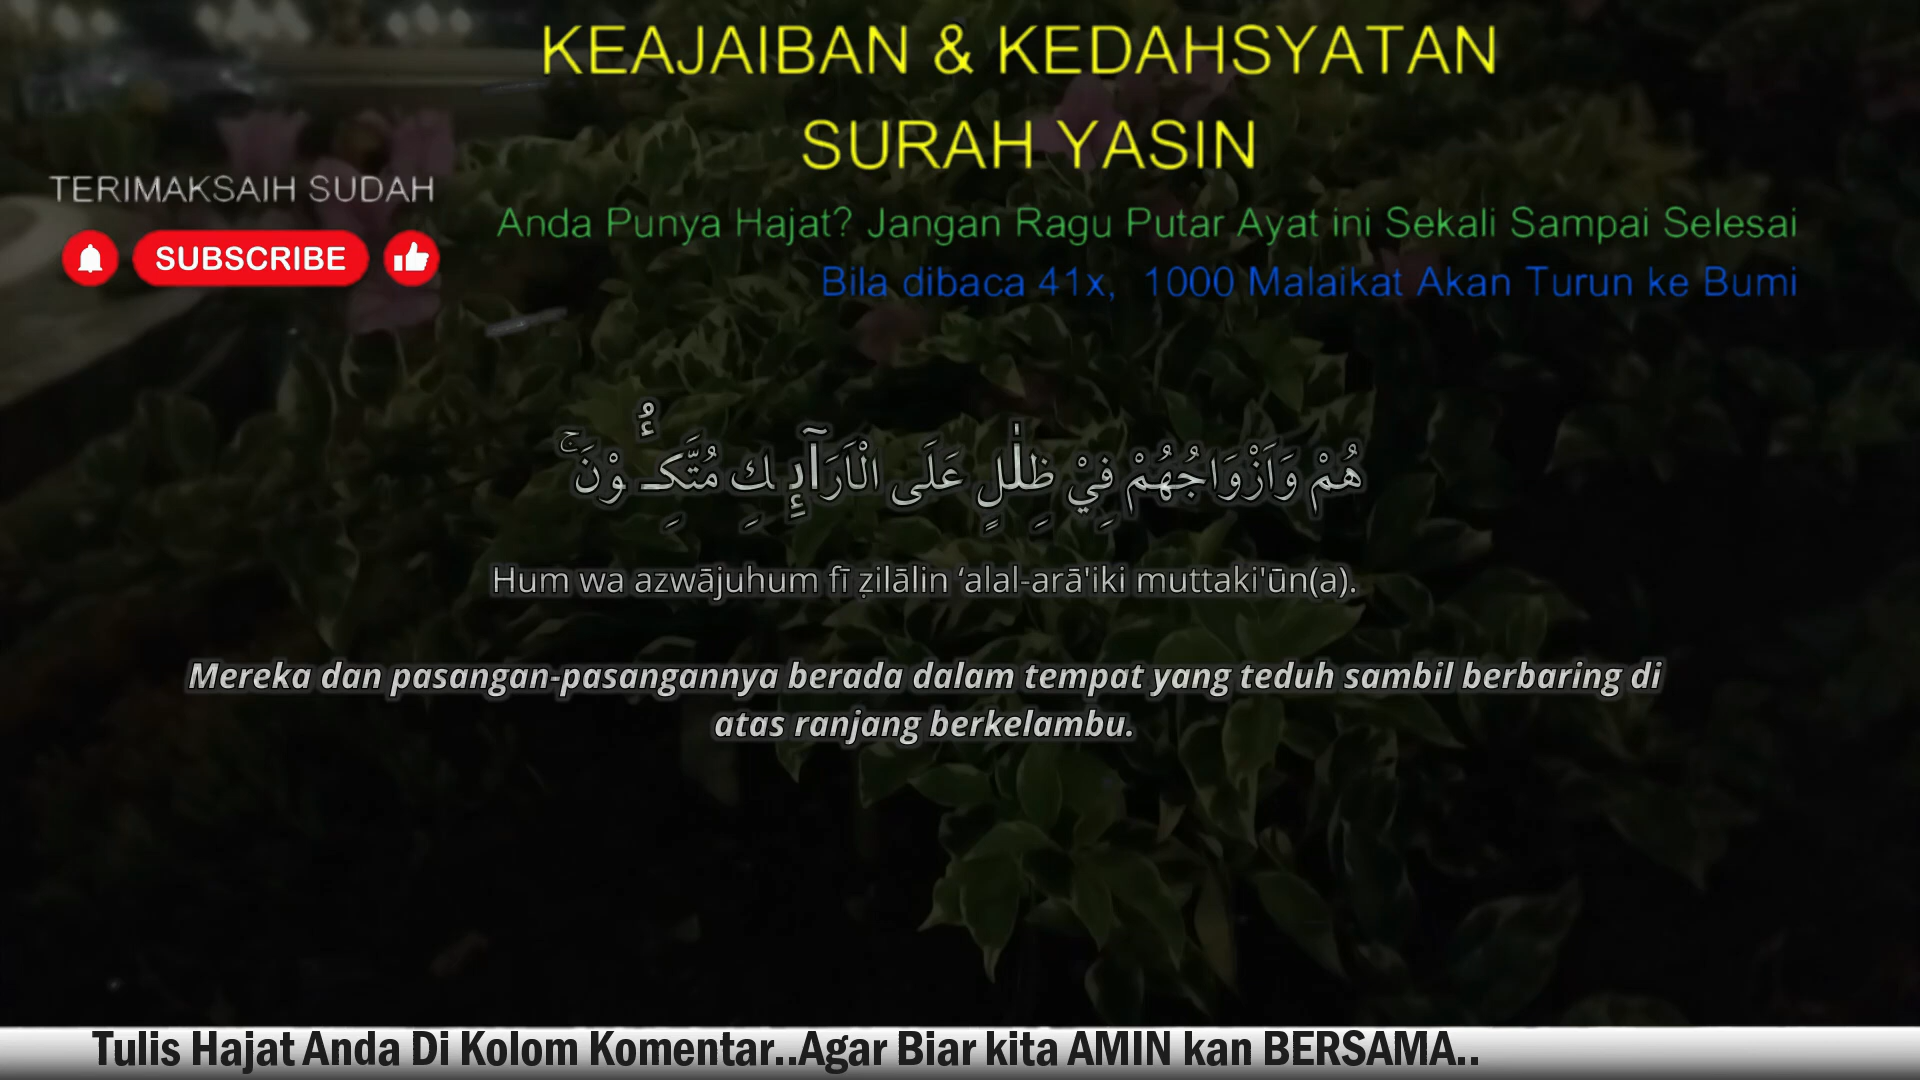 KEAJAIBAN & KEDAHSYATAN
SURAH YASIN
TERIMAKSAIH SUDAH
SUBSCRIBE
Anda Punya Hajat? Jangan Ragu Putar Ayat ini Sekali Sampai Selesai
Bila dibaca 41x, 1000 Malaikat Akan Turun ke Bumi
هُمْ وَاَزْوَاجُهُمْ فِيْ ظِلٰلٍ عَلَى الْاَرَاۤىِٕكِ مُتَّكِـُٔوْنَ ۚ
Hum wa azwājuhum fī ẓilālin ‘alal-arā'iki muttaki'ūn(a).
Mereka dan pasangan-pasangannya berada dalam tempat yang teduh sambil berbaring di
atas ranjang berkelambu.
Tulis Hajat Anda Di Kolom Komentar..Agar Biar kita AMIN kan BERSAMA..